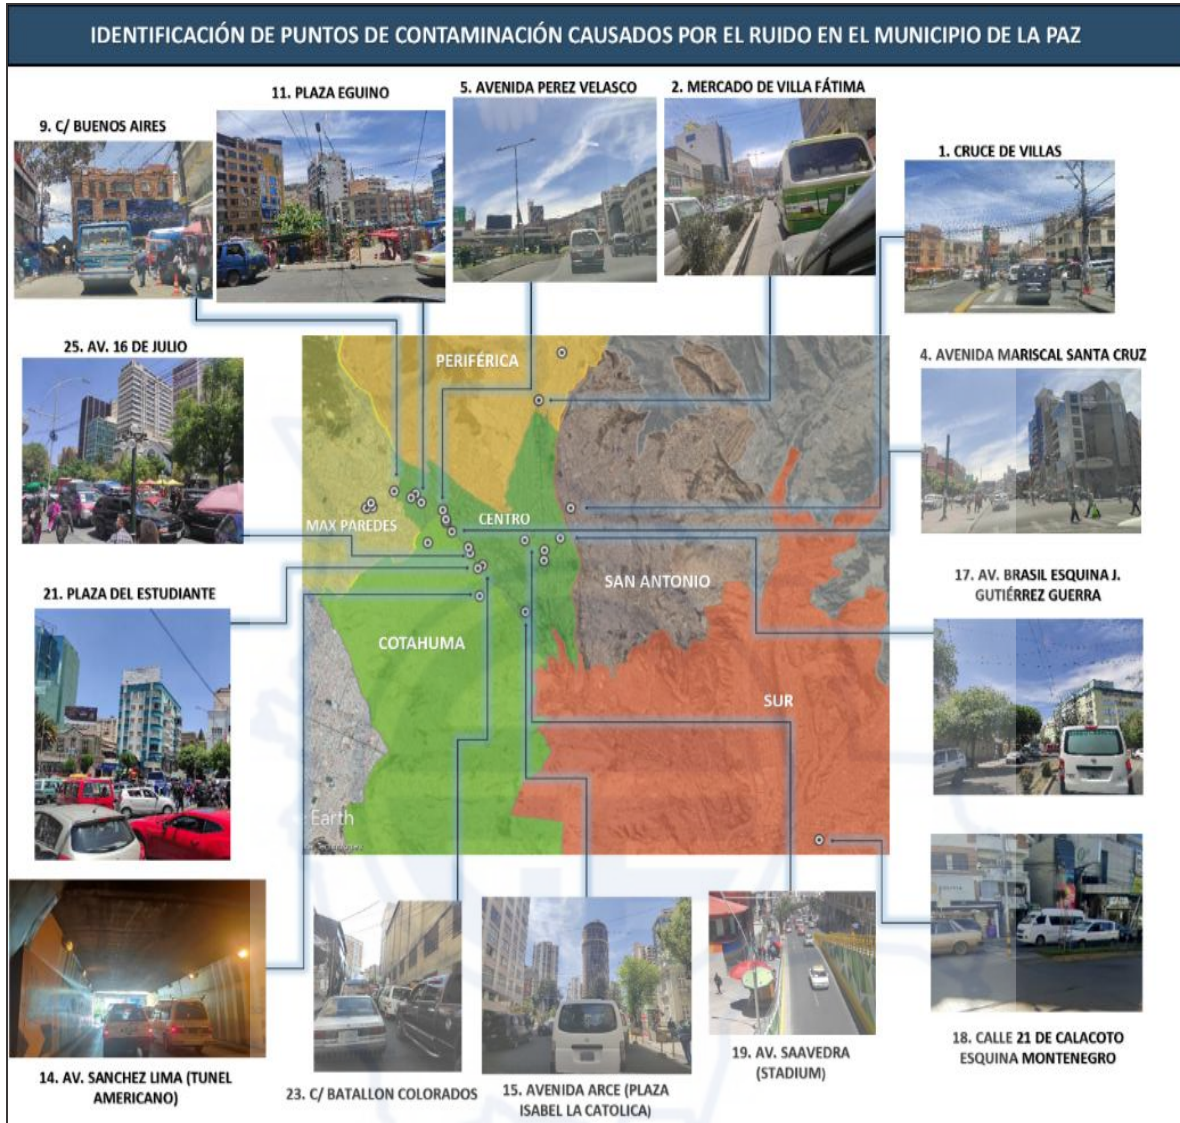 IDENTIFICACIÓN DE PUNTOS DE CONTAMINACIÓN CAUSADOS POR EL RUIDO EN EL MUNICIPIO DE LA PAZ
9. C/ BUENOS AIRES
11. PLAZA EGUINO
5. AVENIDA PEREZ VELASCO
2. MERCADO DE VILLA FÁTIMA
1. CRUCE DE VILLAS
25. AV. 16 DE JULIO
4. AVENIDA MARISCAL SANTA CRUZ
PERIFÉRICA
MAX PAREDES
CENTRO
SAN ANTONIO
COTAHUMA
SUR
Earth
21. PLAZA DEL ESTUDIANTE
17. AV. BRASIL ESQUINA J.
GUTIÉRREZ GUERRA
14. AV. SANCHEZ LIMA (TUNEL
AMERICANO)
23. C/ BATALLON COLORADOS
15. AVENIDA ARCE (PLAZA
ISABEL LA CATOLICA)
19. AV. SAAVEDRA
(STADIUM)
18. CALLE 21 DE CALACOTO
ESQUINA MONTENEGRO